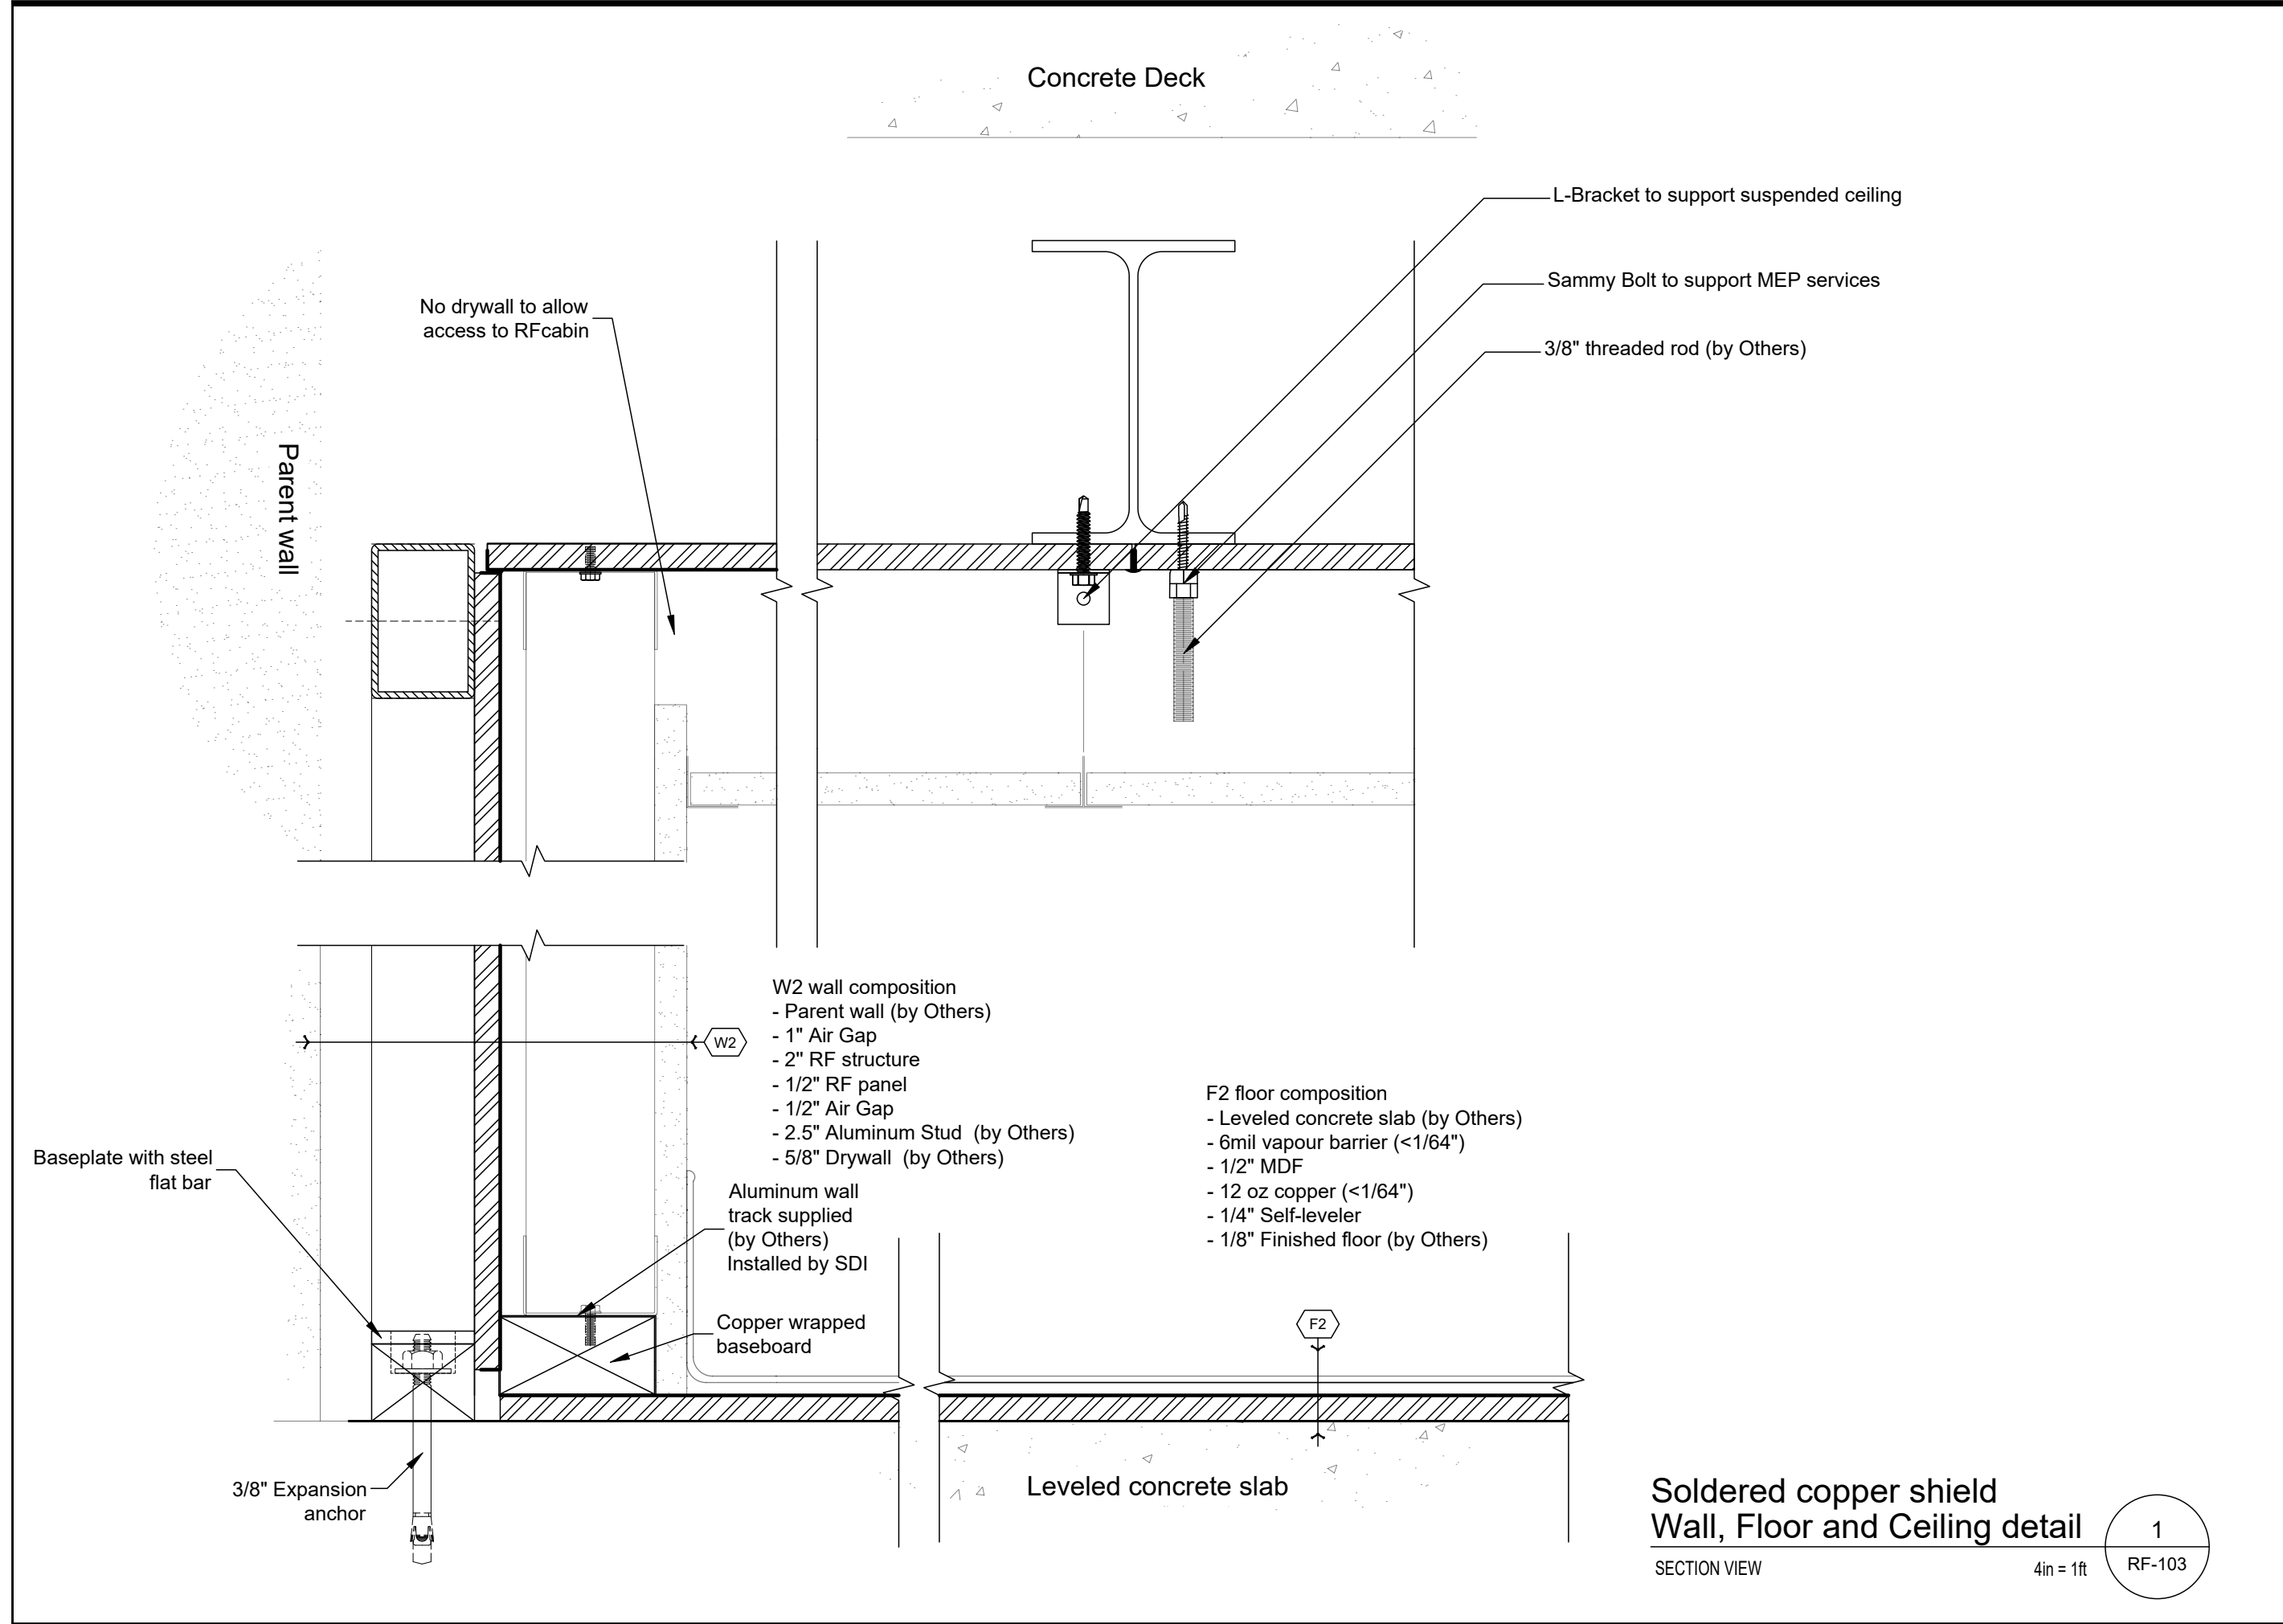 Concrete Deck
L-Bracket to support suspended ceiling
Sammy Bolt to support MEP services
3/8" threaded rod (by Others)
No drywall to allow
access to RFcabin
Parent wall
W2
W2 wall composition
- Parent wall (by Others)
- 1" Air Gap
- 2" RF structure
- 1/2" RF panel
- 1/2" Air Gap
- 2.5" Aluminum Stud (by Others)
- 5/8" Drywall (by Others)
F2 floor composition
- Leveled concrete slab (by Others)
- 6mil vapour barrier (<1/64")
- 1/2" MDF
- 12 oz copper (<1/64")
- 1/4" Self-leveler
- 1/8" Finished floor (by Others)
Baseplate with steel
flat bar
Aluminum wall
track supplied
(by Others)
Installed by SDI
Copper wrapped
baseboard
F2
3/8" Expansion
anchor
Leveled concrete slab
Soldered copper shield
Wall, Floor and Ceiling detail
SECTION VIEW
4in = 1ft
1
RF-103